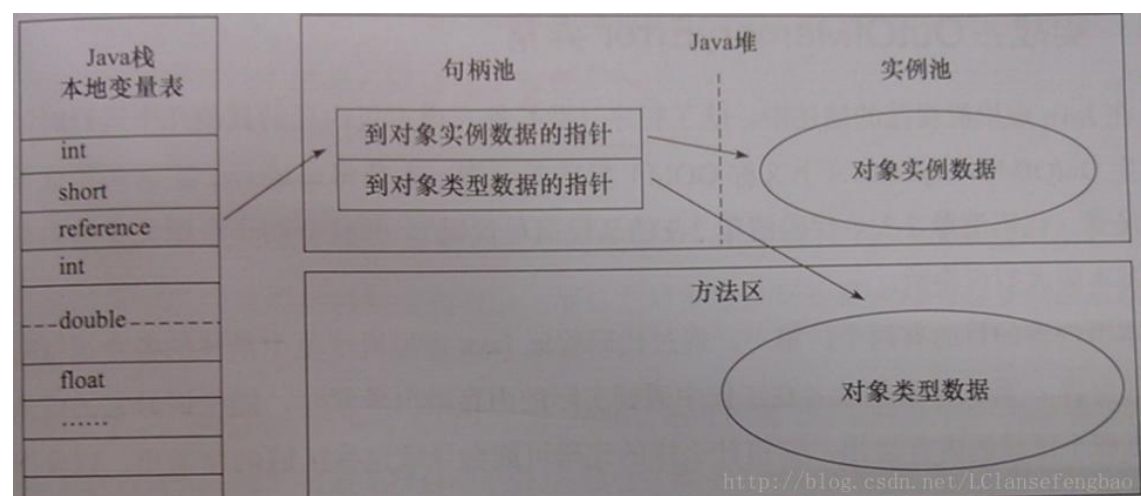 Java栈
本地变量表
int
short
reference
int
double
float
……
Java堆
句柄池
实例池
到对象实例数据的指针
到对象类型数据的指针
对象实例数据
方法区
对象类型数据
http://blog.csdn.net/LClansefengbao